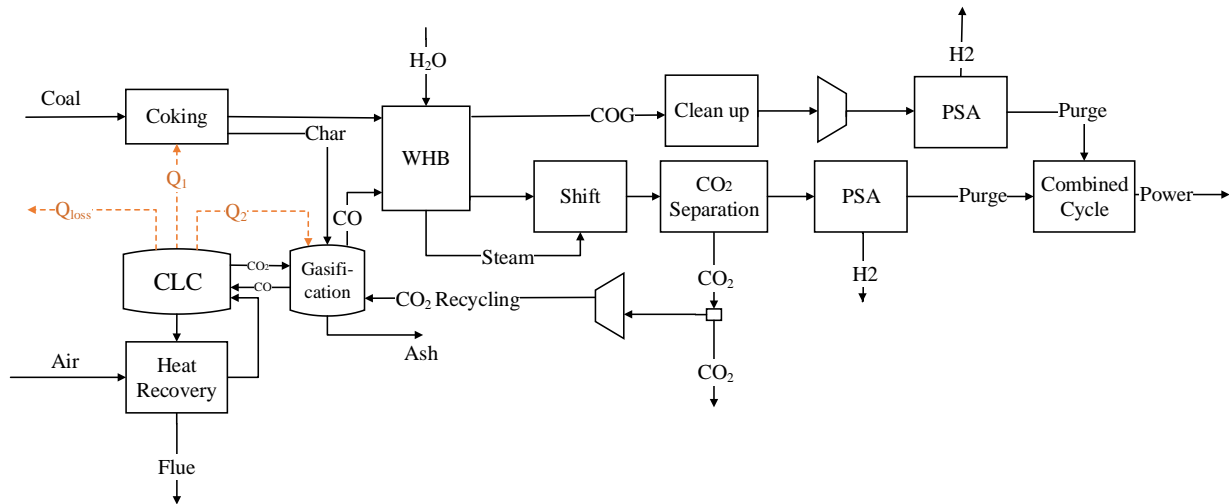 H2
H₂O
Coal
Coking
COG
Clean up
PSA
Purge
Char
WHB
Q₁
Shift
CO₂
Separation
PSA
Purge
Combined
Cycle
Power
Qloss
Q₂
CO
Steam
CLC
CO₂
CO
Gasifi-
cation
CO₂
H2
CO₂ Recycling
Ash
Air
Heat
Recovery
CO₂
Flue